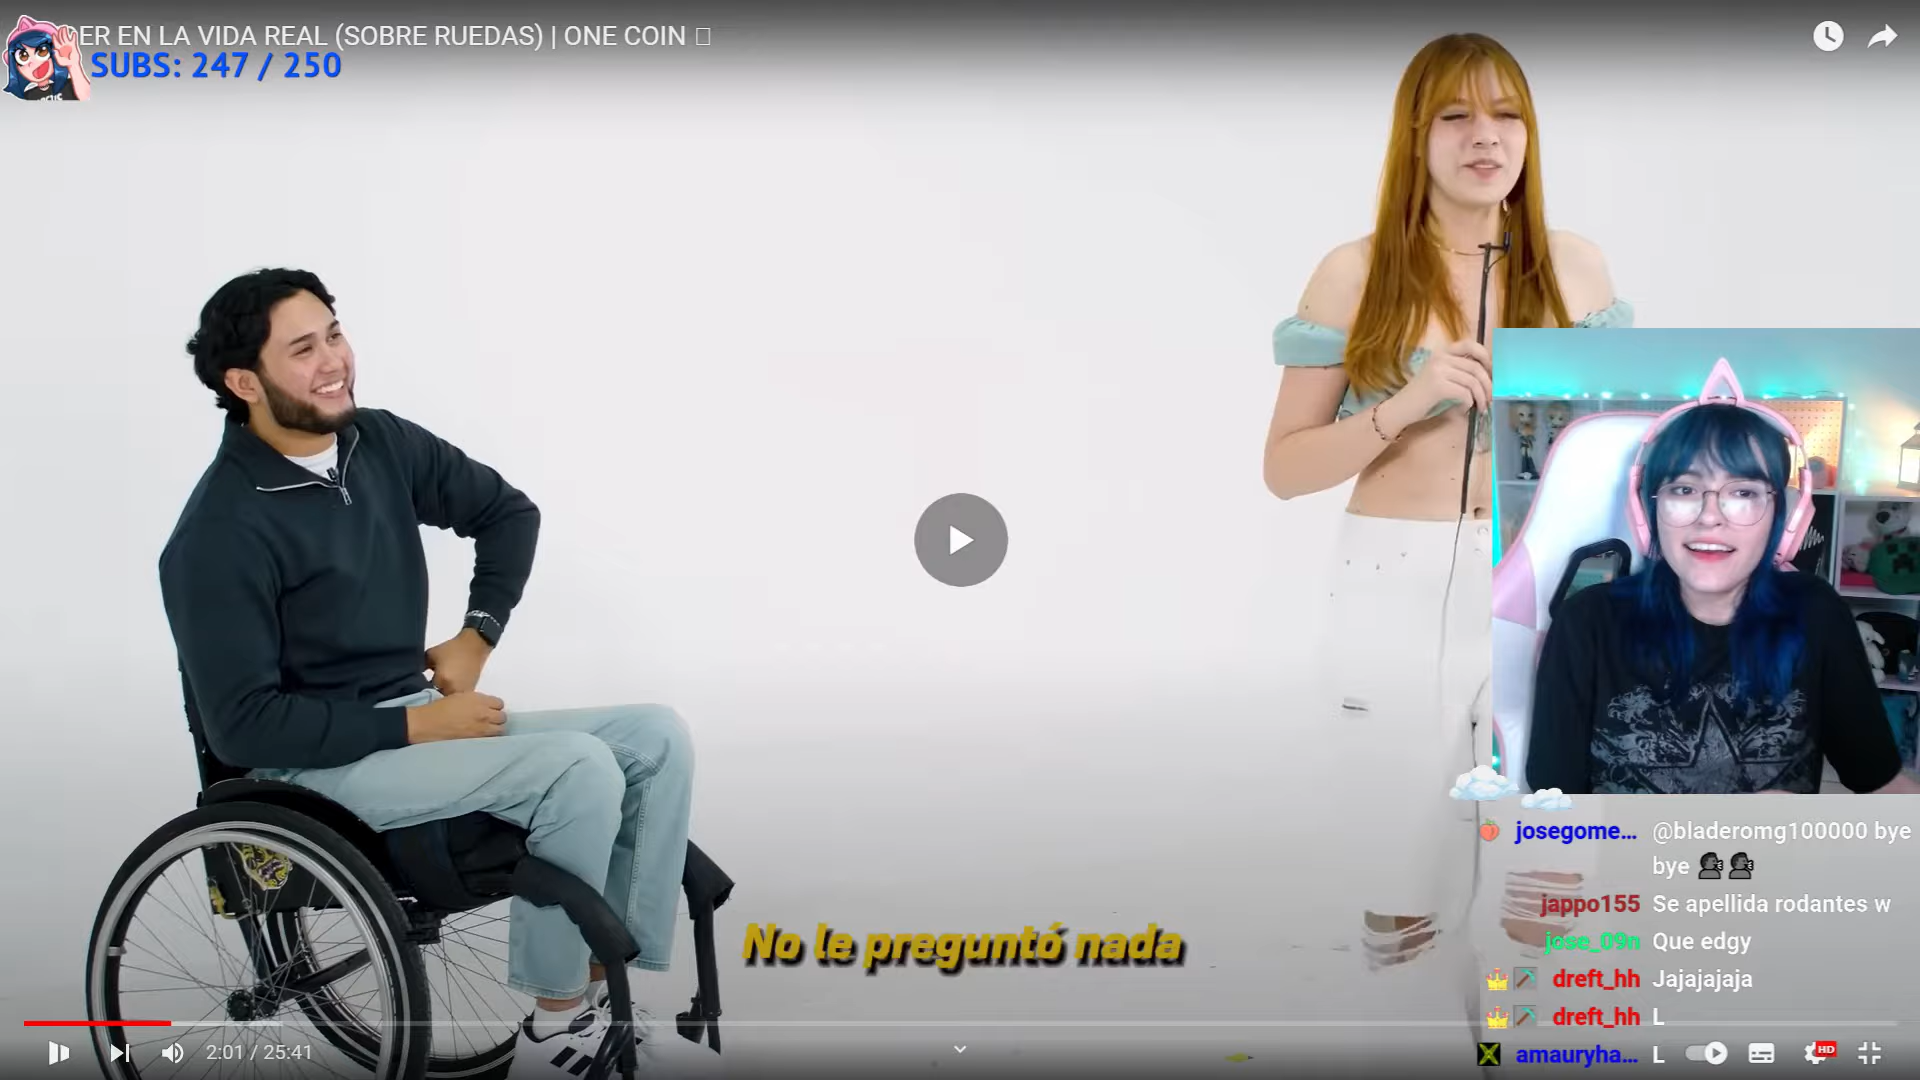 ER EN LA VIDA REAL (SOBRE RUEDAS) | ONE COIN
SUBS: 247 / 250
No le preguntó nada
josegome... @bladeromg100000 bye
bye
jappo155 Se apellida rodantes w
jose_09n Que edgy
dreft_hh Jajajajaja
dreft_hh L
amauryha... L
2:01 / 25:41
HD